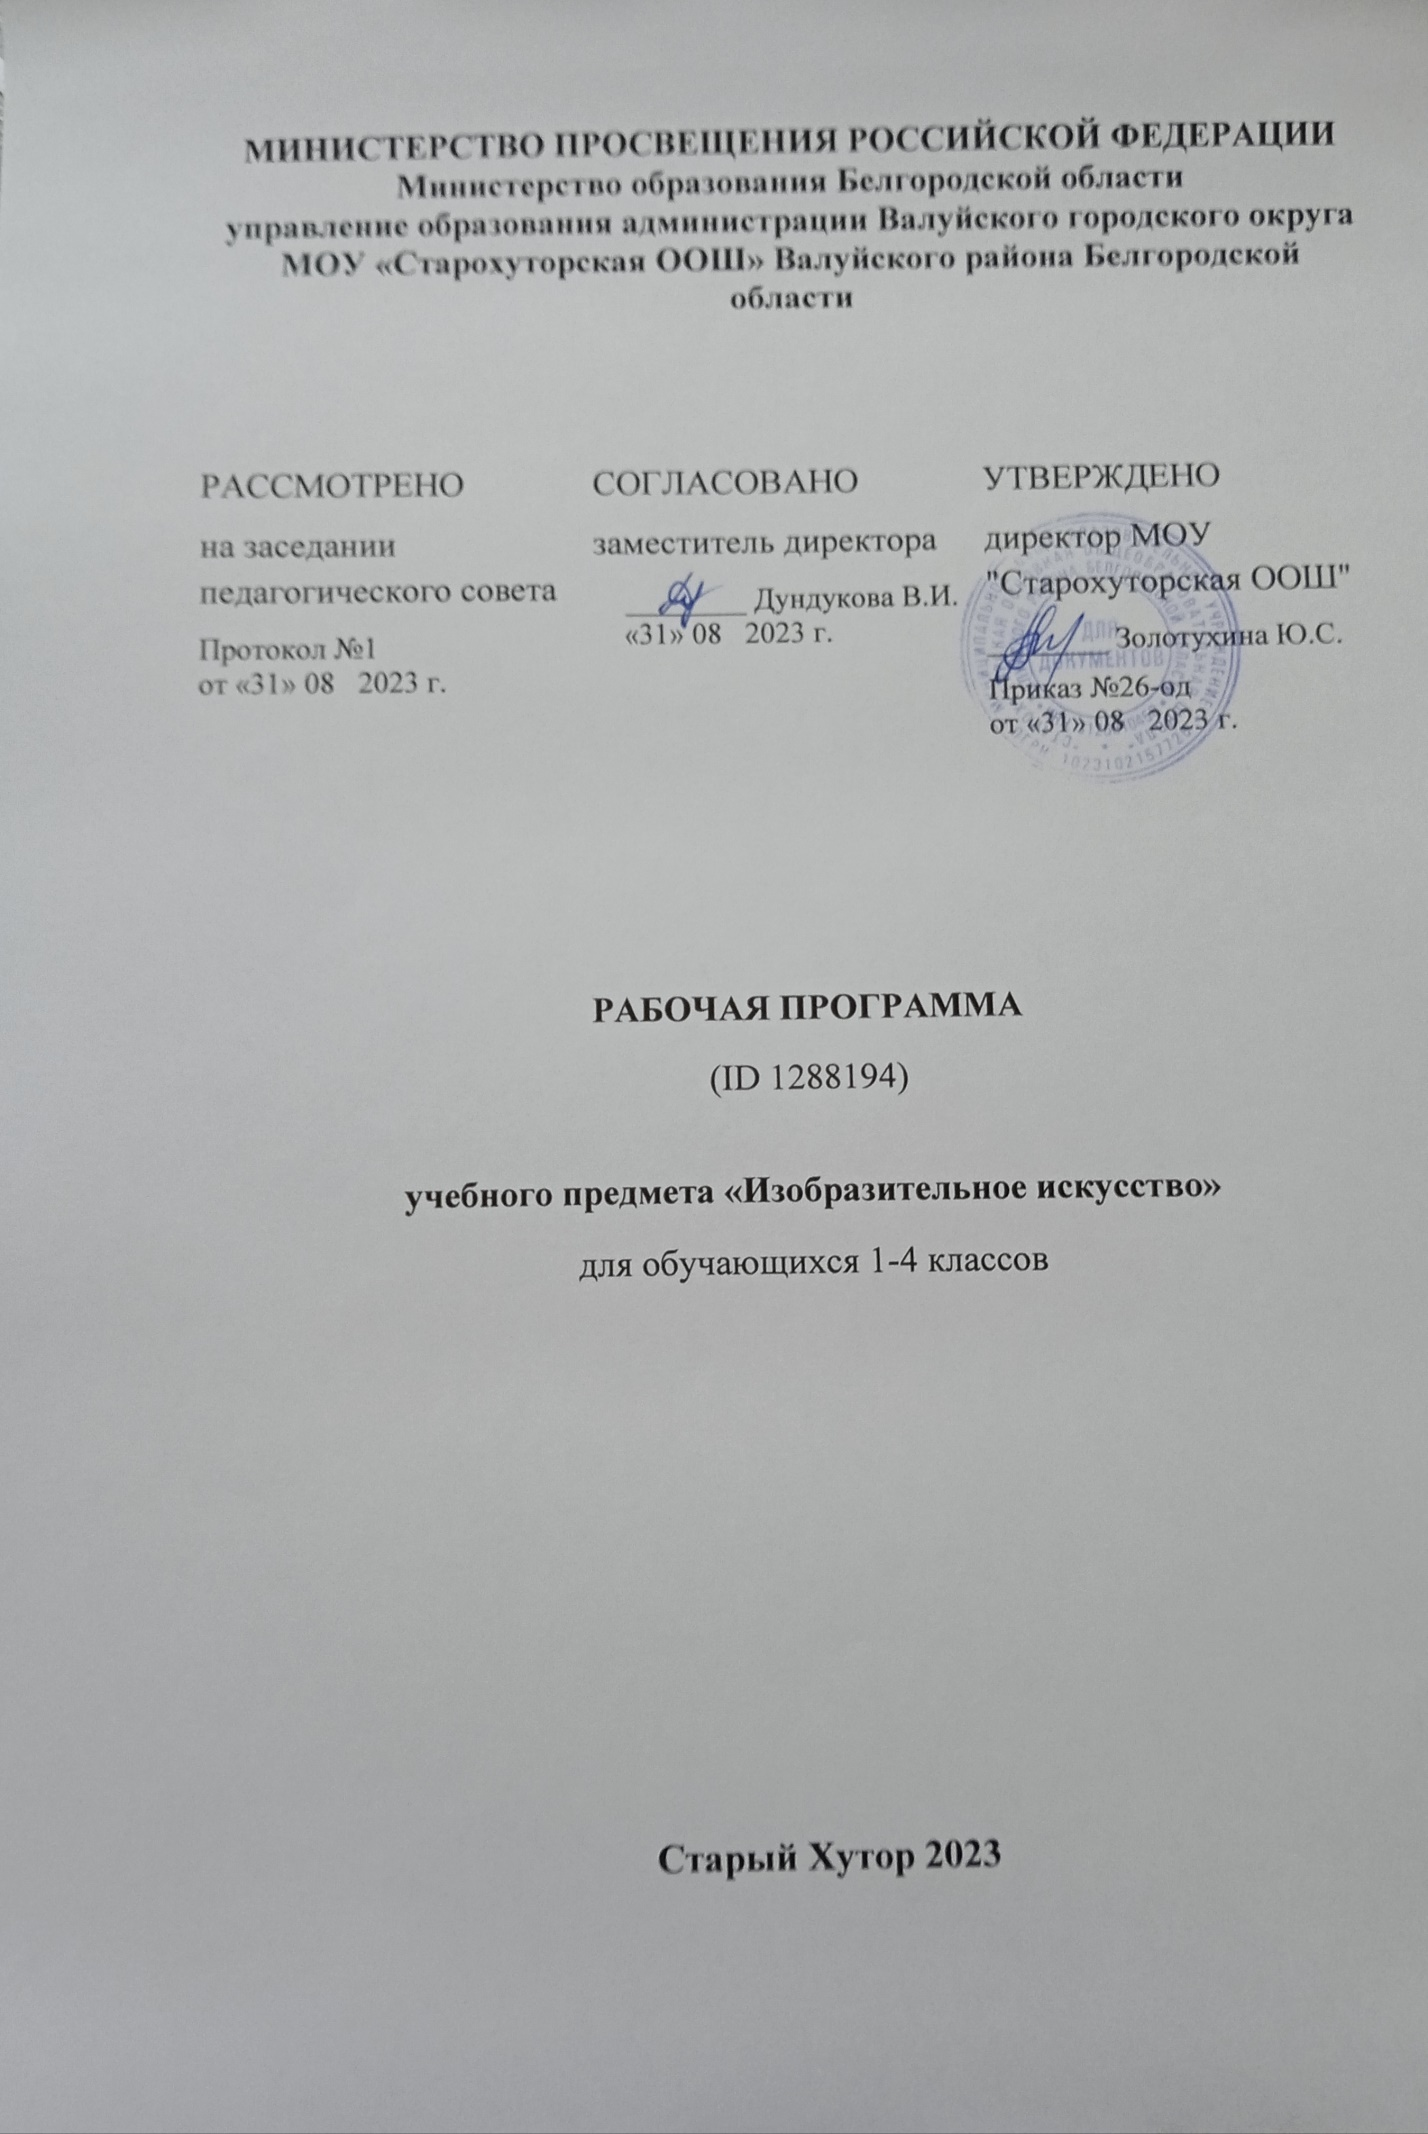 МИНИСТЕРСТВО ПРОСВЕЩЕНИЯ РОССИЙСКОЙ ФЕДЕРАЦИИ
Министерство образования Белгородской области
управление образования администрации Валуйского городского округа
МОУ «Старохуторская ООШ» Валуйского района Белгородской
области
РАССМОТРЕНО
на заседании
педагогического совета
Протокол №1
от «31» 08 2023 г.
СОГЛАСОВАНО
заместитель директора
Дундукова В.И.
«31» 08 2023 г.
УТВЕРЖДЕНО
директор МОУ
"Старохуторская ООШ"
Золотухина Ю.С.
Приказ №26-од
от «31» 08 2023 г.
ДЛЯ
ДОКУМЕНТОВ
РАБОЧАЯ ПРОГРАММА
(ID 1288194)
учебного предмета «Изобразительное искусство»
для обучающихся 1-4 классов
Старый Хутор 2023